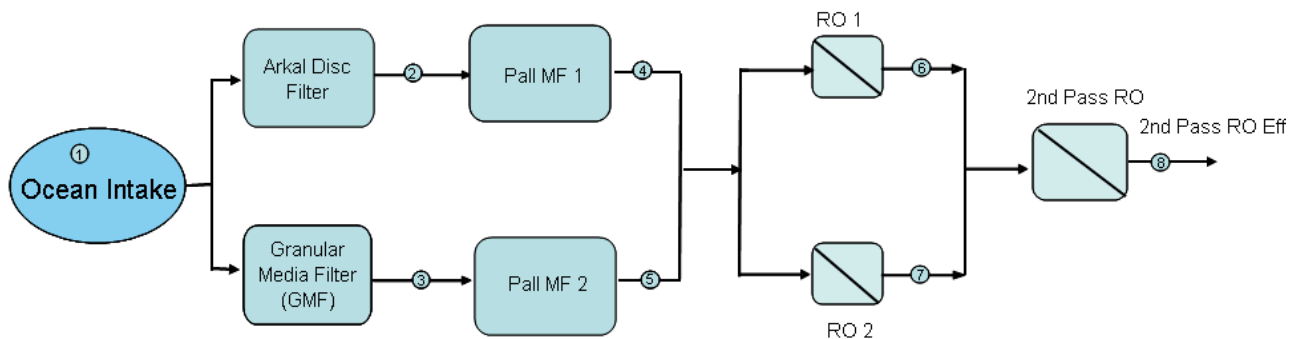 RO 1
Arkal Disc
Filter
2
Pall MF 1
4
6
2nd Pass RO
2nd Pass RO Eff
1
Ocean Intake
8
Granular
Media Filter
(GMF)
3
Pall MF 2
5
7
RO 2